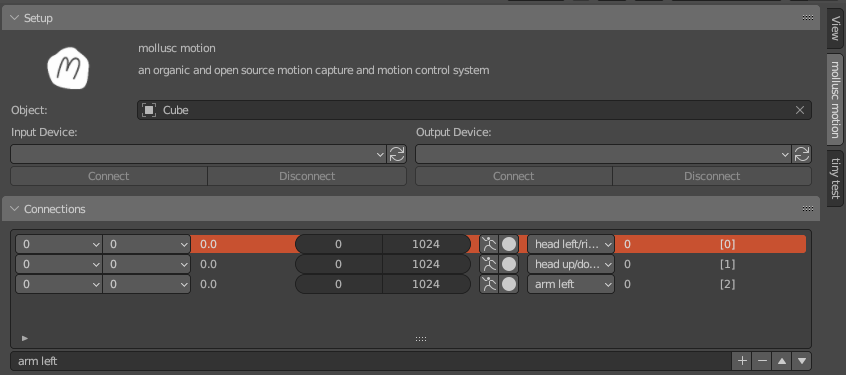 Setup
mollusc motion
an organic and open source motion capture and motion control system
Object: Cube
Input Device: Output Device:
Connect Disconnect Connect Disconnect
Connections
0 0 0.0 0 1024 head left/ri... 0 [0]
0 0 0.0 0 1024 head up/do... 0 [1]
0 0 0.0 0 1024 arm left 0 [2]
arm left
View
mollusc motion
tiny test